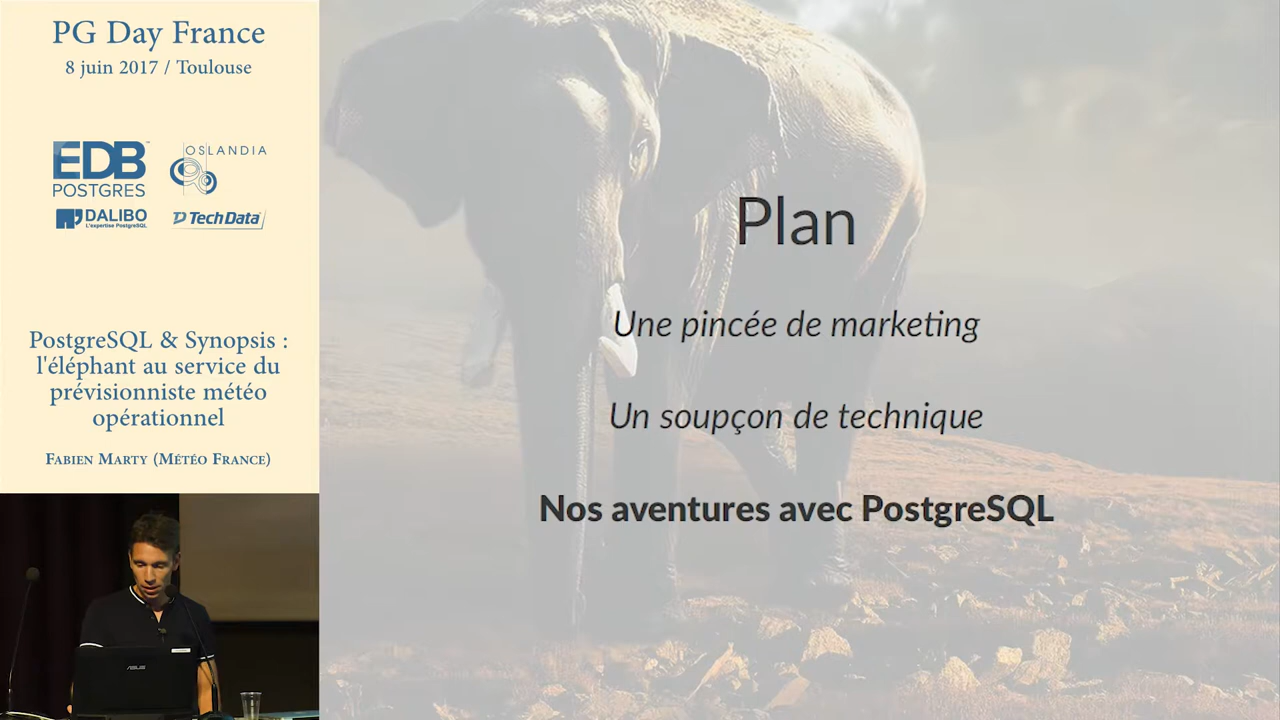 PG Day France
8 juin 2017 / Toulouse
EDB
POSTGRES
OSLANDIA
DALIBO
L'expertise PostgreSQL
TechData
PostgreSQL & Synopsis :
l'éléphant au service du
prévisionniste météo
opérationnel
Fabien Marty (Météo France)
ASUS
Plan
Une pincée de marketing
Un soupçon de technique
Nos aventures avec PostgreSQL